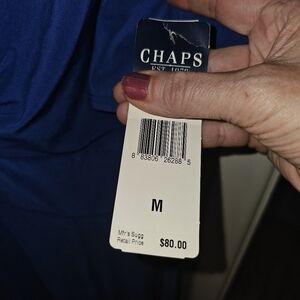 CHAPS
EST. 1978
8 83806 26288 5
M
Mfr's Sugg
Retail Price
$80.00